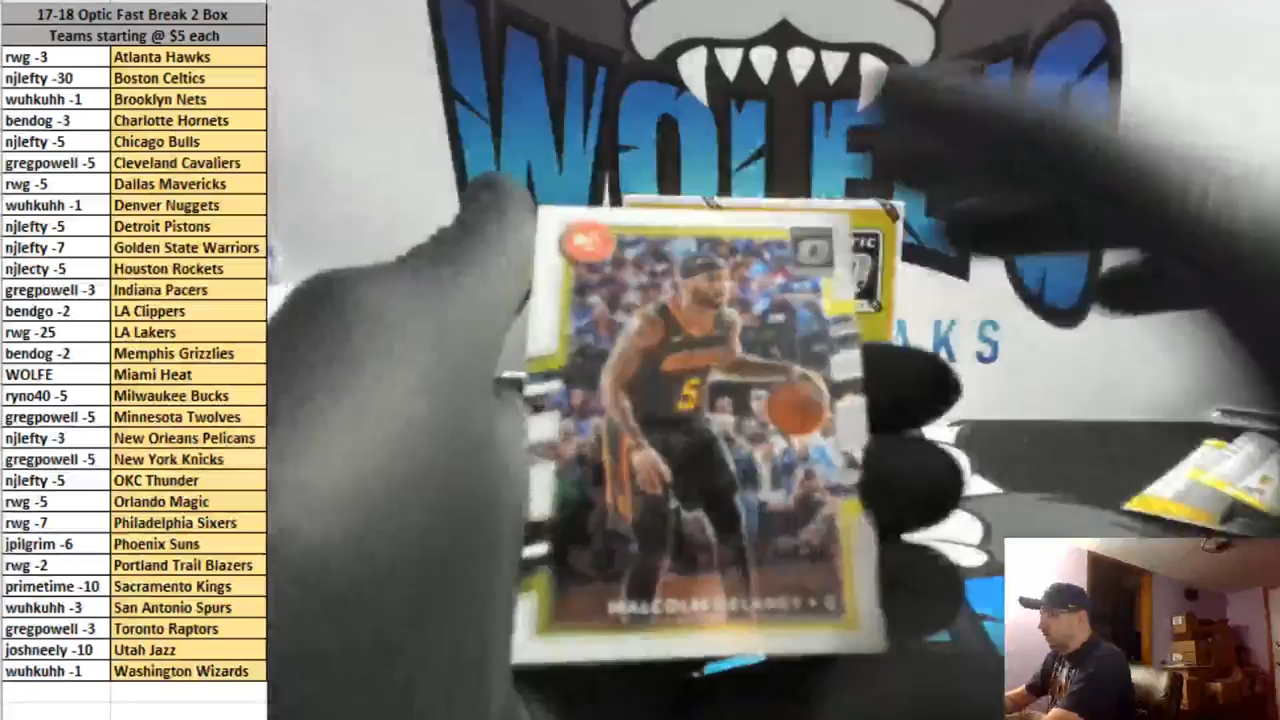 17-18 Optic Fast Break 2 Box
Teams starting @ $5 each
rwg -3 Atlanta Hawks
njlefty -30 Boston Celtics
wuhkuhh -1 Brooklyn Nets
bendog -3 Charlotte Hornets
njlefty -5 Chicago Bulls
gregpowell -5 Cleveland Cavaliers
rwg -5 Dallas Mavericks
wuhkuhh -1 Denver Nuggets
njlefty -5 Detroit Pistons
njlefty -7 Golden State Warriors
njlecty -5 Houston Rockets
gregpowell -3 Indiana Pacers
bendgo -2 LA Clippers
rwg -25 LA Lakers
bendog -2 Memphis Grizzlies
WOLFE Miami Heat
ryno40 -5 Milwaukee Bucks
gregpowell -5 Minnesota Twolves
njlefty -3 New Orleans Pelicans
gregpowell -5 New York Knicks
njlefty -5 OKC Thunder
rwg -5 Orlando Magic
rwg -7 Philadelphia Sixers
jpilgrim -6 Phoenix Suns
rwg -2 Portland Trail Blazers
primetime -10 Sacramento Kings
wuhkuhh -3 San Antonio Spurs
gregpowell -3 Toronto Raptors
joshneely -10 Utah Jazz
wuhkuhh -1 Washington Wizards
WOLF
AKS
5
MALCOLM DELANEY • G